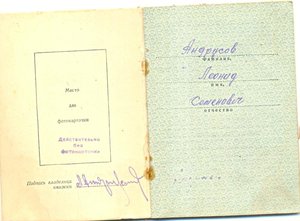 Место
для
фотокарточки
Действительно
без
фотокарточки
Подпись владельца
книжки
Андрусов
фамилия,
Леонид
имя,
Семенович
отчество